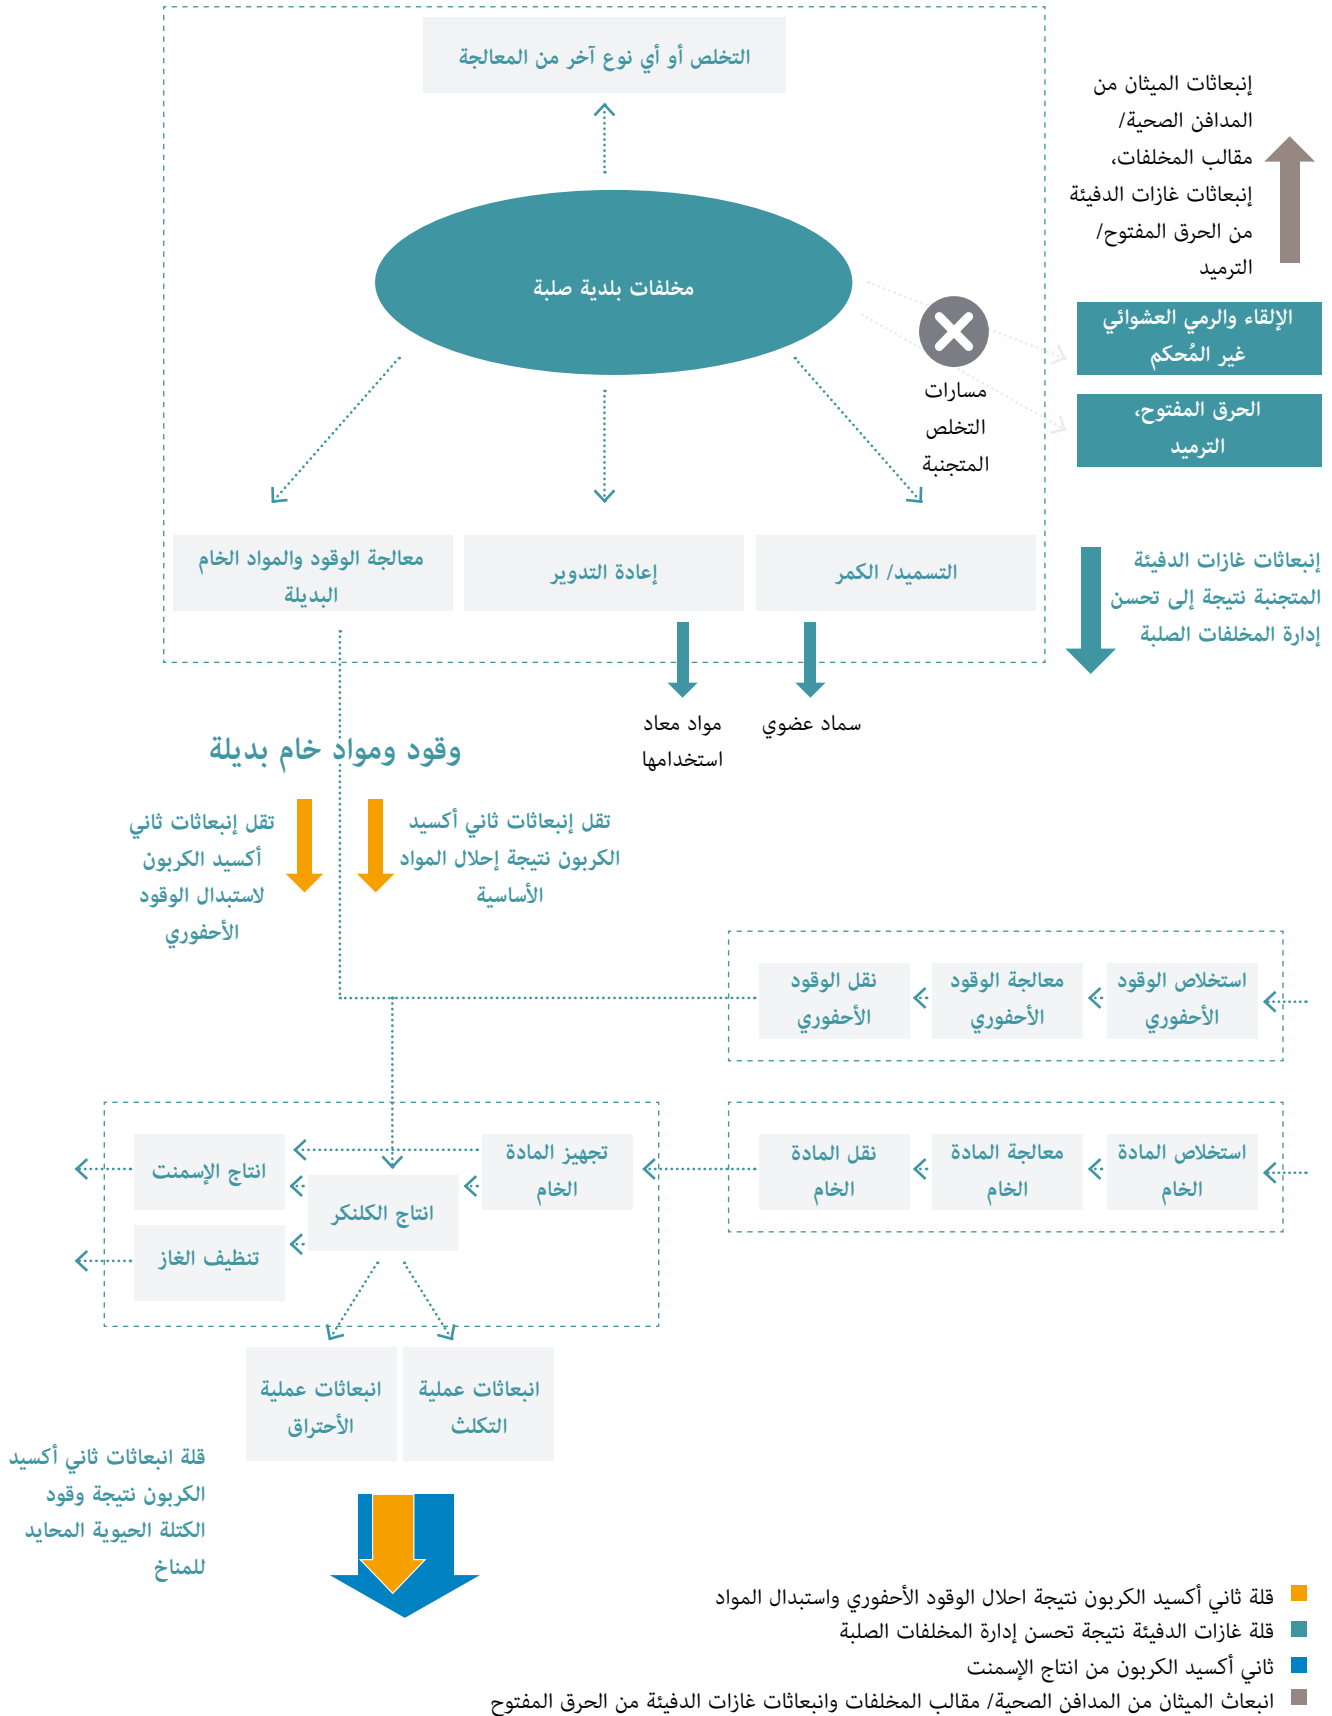 التخلص أو أي نوع آخر من المعالجة
إنبعاثات الميثان من
المدافن الصحية/
مقالب المخلفات،
إنبعاثات غازات الدفيئة
من الحرق المفتوح/
الترميد
مخلفات بلدية صلبة
الإلقاء والرمي العشوائي
غير المُحكم
الحرق المفتوح،
الترميد
مسارات
التخلص
المتجنبة
التسميد/ الكمر
إعادة التدوير
معالجة الوقود والمواد الخام
البديلة
إنبعاثات غازات الدفيئة
المتجنبة نتيجة إلى تحسن
إدارة المخلفات الصلبة
سماد عضوي
مواد معاد
استخدامها
وقود ومواد خام بديلة
تقل إنبعاثات ثاني أكسيد
الكربون نتيجة إحلال المواد
الأساسية
تقل إنبعاثات ثاني
أكسيد الكربون
لاستبدال الوقود
الأحفوري
استخلاص الوقود
الأحفوري
معالجة الوقود
الأحفوري
نقل الوقود
الأحفوري
استخلاص المادة
الخام
معالجة المادة
الخام
نقل المادة
الخام
تجهيز المادة
الخام
انتاج الكلنكر
انتاج الإسمنت
تنظيف الغاز
انبعاثات عملية
التكلث
انبعاثات عملية
الأحتراق
قلة انبعاثات ثاني أكسيد
الكربون نتيجة وقود
الكتلة الحيوية المحايد
للمناخ
قلة ثاني أكسيد الكربون نتيجة احلال الوقود الأحفوري واستبدال المواد
قلة غازات الدفيئة نتيجة تحسن إدارة المخلفات الصلبة
ثاني أكسيد الكربون من انتاج الإسمنت
انبعاث الميثان من المدافن الصحية/ مقالب المخلفات وانبعاثات غازات الدفيئة من الحرق المفتوح